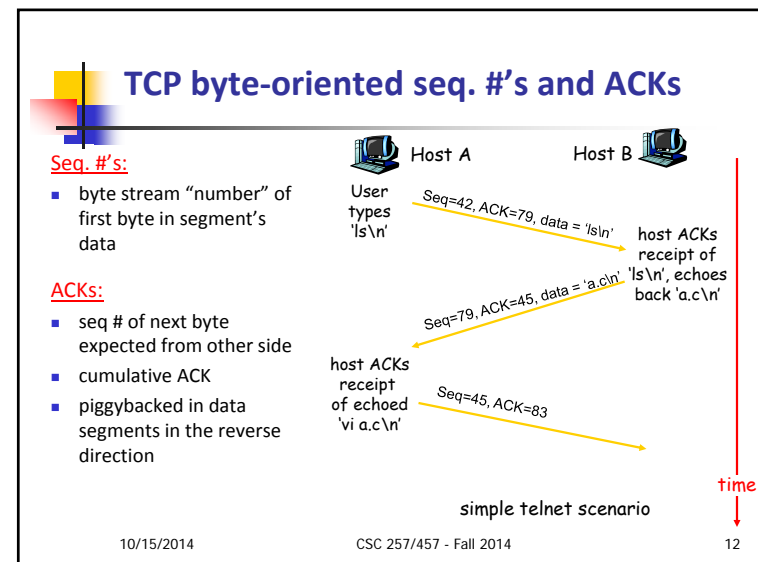 TCP byte-oriented seq. #'s and ACKs
Seq. #'s:
byte stream “number” of
first byte in segment's
data
ACKs:
seq # of next byte
expected from other side
cumulative ACK
piggybacked in data
segments in the reverse
direction
Host A
Host B
User
types
'ls\n'
Seq=42, ACK=79, data = 'ls\n'
host ACKs
receipt of
'ls\n', echoes
back 'a.c\n'
Seq=79, ACK=45, data = 'a.c\n'
host ACKs
receipt
of echoed
'vi a.c\n'
Seq=45, ACK=83
time
simple telnet scenario
10/15/2014
CSC 257/457 - Fall 2014
12